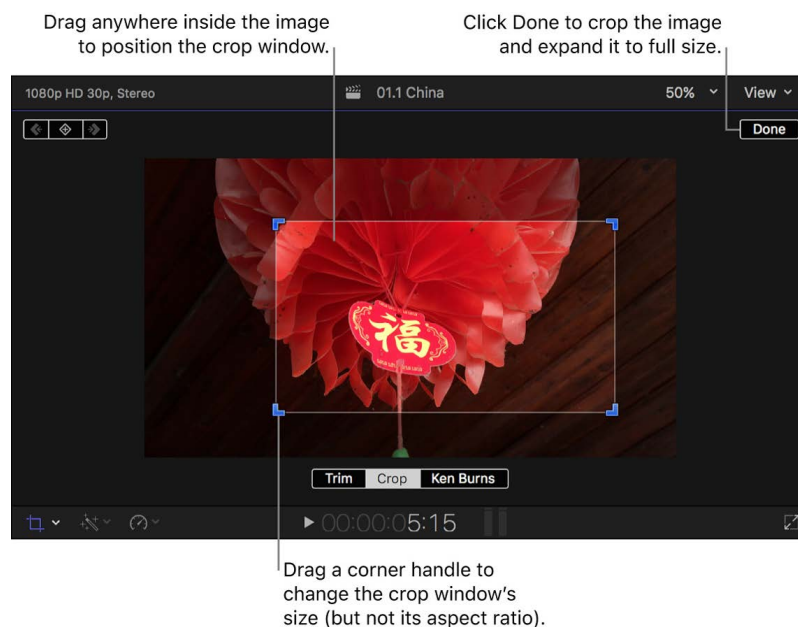 Drag anywhere inside the image
to position the crop window.
Click Done to crop the image
and expand it to full size.
1080p HD 30p, Stereo
01.1 China
50%
View
Done
福
Trim
Crop
Ken Burns
00:00:05:15
Drag a corner handle to
change the crop window's
size (but not its aspect ratio).